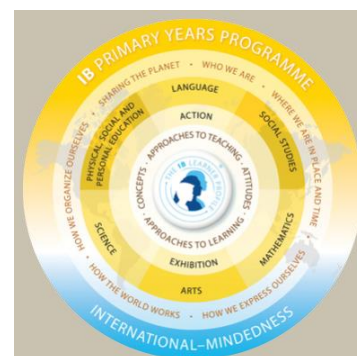 IB PRIMARY YEARS PROGRAMME
SHARING THE PLANET · WHO WE ARE · WHERE WE ARE IN PLACE AND TIME · HOW WE EXPRESS OURSELVES · HOW THE WORLD WORKS · HOW WE ORGANIZE OURSELVES ·
LANGUAGE
SOCIAL STUDIES
MATHEMATICS
ARTS
SCIENCE
PHYSICAL, SOCIAL AND
PERSONAL EDUCATION
ACTION
EXHIBITION
CONCEPTS · APPROACHES TO TEACHING · ATTITUDES · APPROACHES TO LEARNING ·
THE IB LEARNER PROFILE
INTERNATIONAL-MINDEDNESS